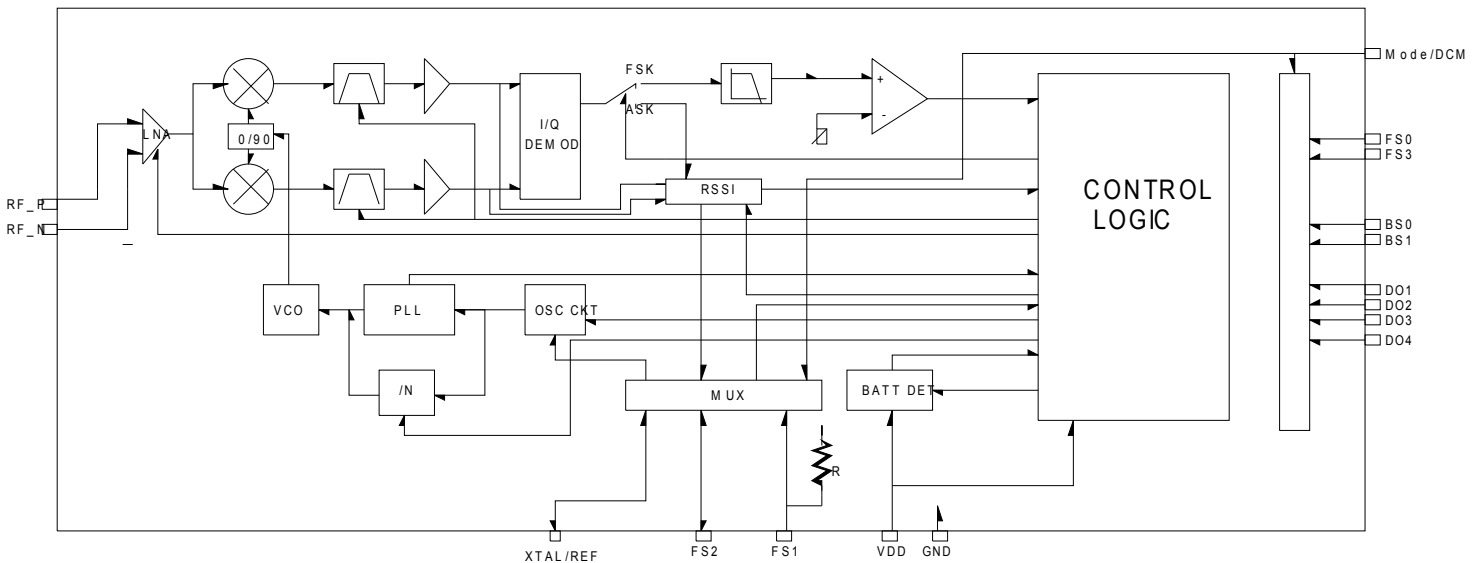 Mode/DCM
FSK
ASK
+
-
LNA
0/90
I/Q
DEMOD
FS0
FS3
RSSI
CONTROL
LOGIC
RF_P
RF_N
BS0
BS1
VCO
PLL
OSC CKT
DO1
DO2
DO3
DO4
/N
MUX
BATT DET
R
XTAL/REF
FS2
FS1
VDD
GND